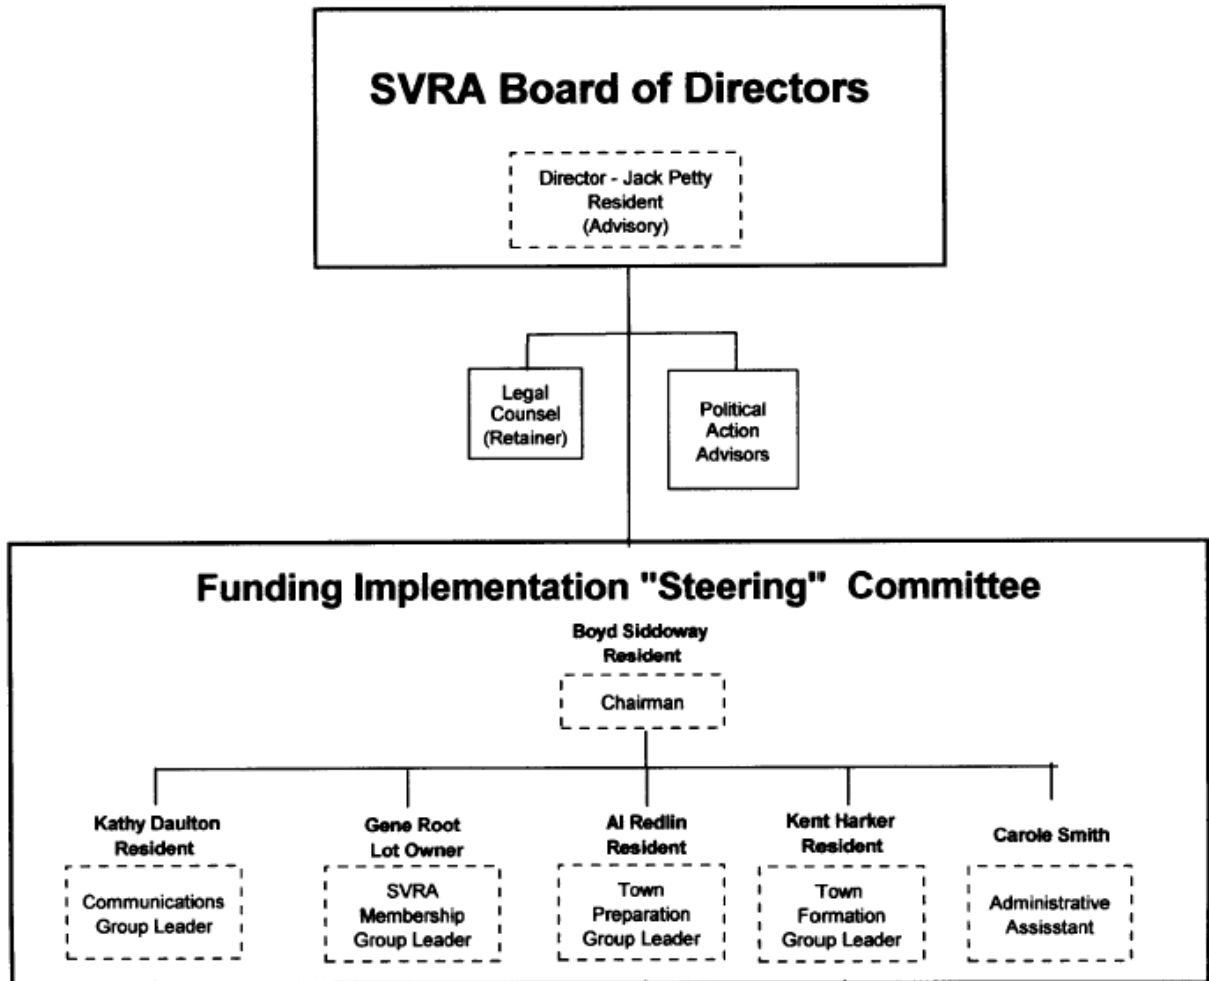 SVRA Board of Directors
Director - Jack Petty
Resident
(Advisory)
Legal
Counsel
(Retainer)
Political
Action
Advisors
Funding Implementation "Steering" Committee
Boyd Siddoway
Resident
Chairman
Kathy Daulton
Resident
Communications
Group Leader
Gene Root
Lot Owner
SVRA
Membership
Group Leader
Al Redlin
Resident
Town
Preparation
Group Leader
Kent Harker
Resident
Town
Formation
Group Leader
Carole Smith
Administrative
Assisstant